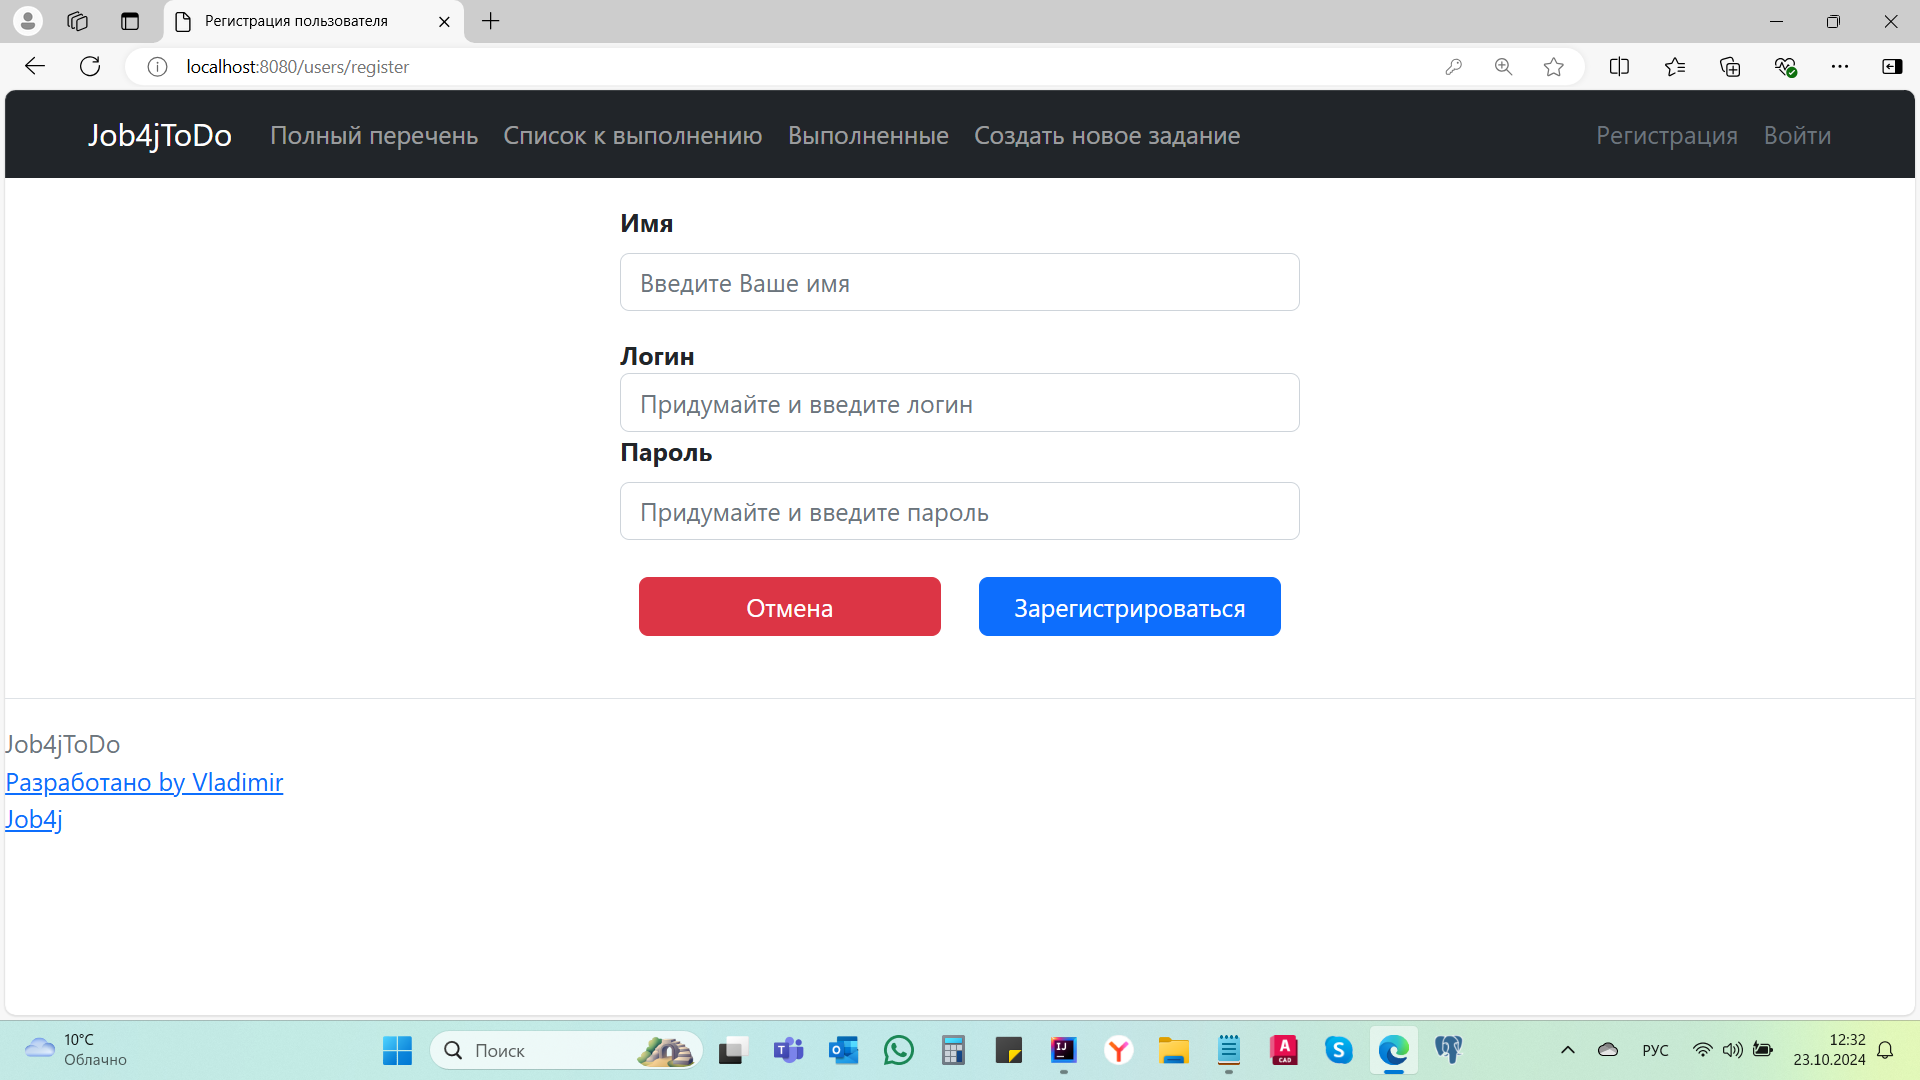 Регистрация пользователя
localhost:8080/users/register
Job4jToDo Полный перечень Список к выполнению Выполненные Создать новое задание Регистрация Войти
Имя
Введите Ваше имя
Логин
Придумайте и введите логин
Пароль
Придумайте и введите пароль
Отмена Зарегистрироваться
Job4jToDo
Разработано by Vladimir
Job4j
10°C
Облачно
Поиск
РУС
12:32
23.10.2024